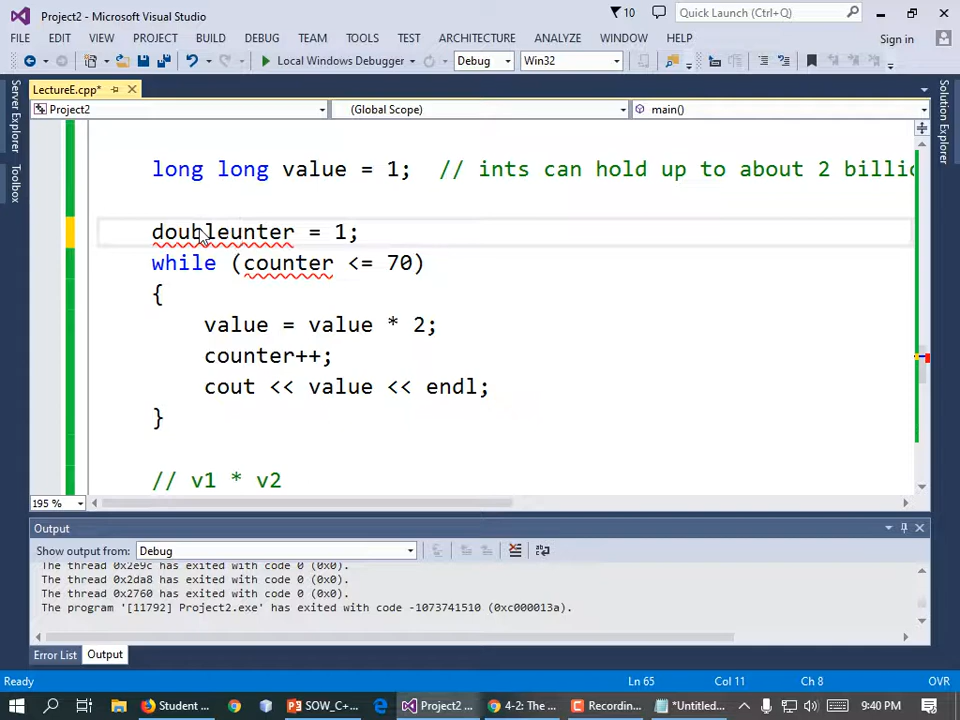 Project2 - Microsoft Visual Studio
10
Quick Launch (Ctrl+Q)
FILE EDIT VIEW PROJECT BUILD DEBUG TEAM TOOLS TEST ARCHITECTURE ANALYZE WINDOW HELP Sign in
Local Windows Debugger Debug Win32
LectureE.cpp*
Project2 (Global Scope) main()
Server Explorer
Toolbox
Solution Explorer
long long value = 1;  // ints can hold up to about 2 billio
doubleunter = 1;
while (counter <= 70)
{
value = value * 2;
counter++;
cout << value << endl;
}
// v1 * v2
195 %
Output
Show output from: Debug
The thread 0x2e9c has exited with code 0 (0x0).
The thread 0x2da8 has exited with code 0 (0x0).
The thread 0x2760 has exited with code 0 (0x0).
The program '[11792] Project2.exe' has exited with code -1073741510 (0xc000013a).
Error List Output
Ready Ln 65 Col 11 Ch 8 OVR
Student ... SOW_C+... Project2 ... 4-2: The ... Recordin... *Untitled... 9:40 PM